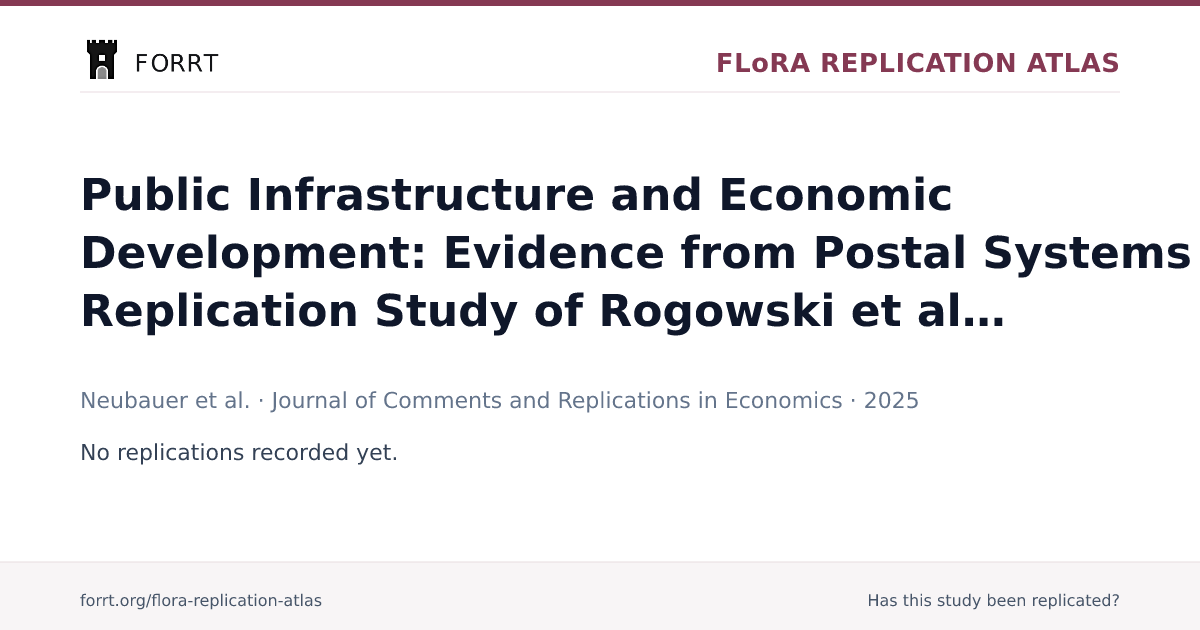 FORRT
FLoRA REPLICATION ATLAS
Public Infrastructure and Economic
Development: Evidence from Postal Systems
Replication Study of Rogowski et al…
Neubauer et al. · Journal of Comments and Replications in Economics · 2025
No replications recorded yet.
forrt.org/flora-replication-atlas
Has this study been replicated?